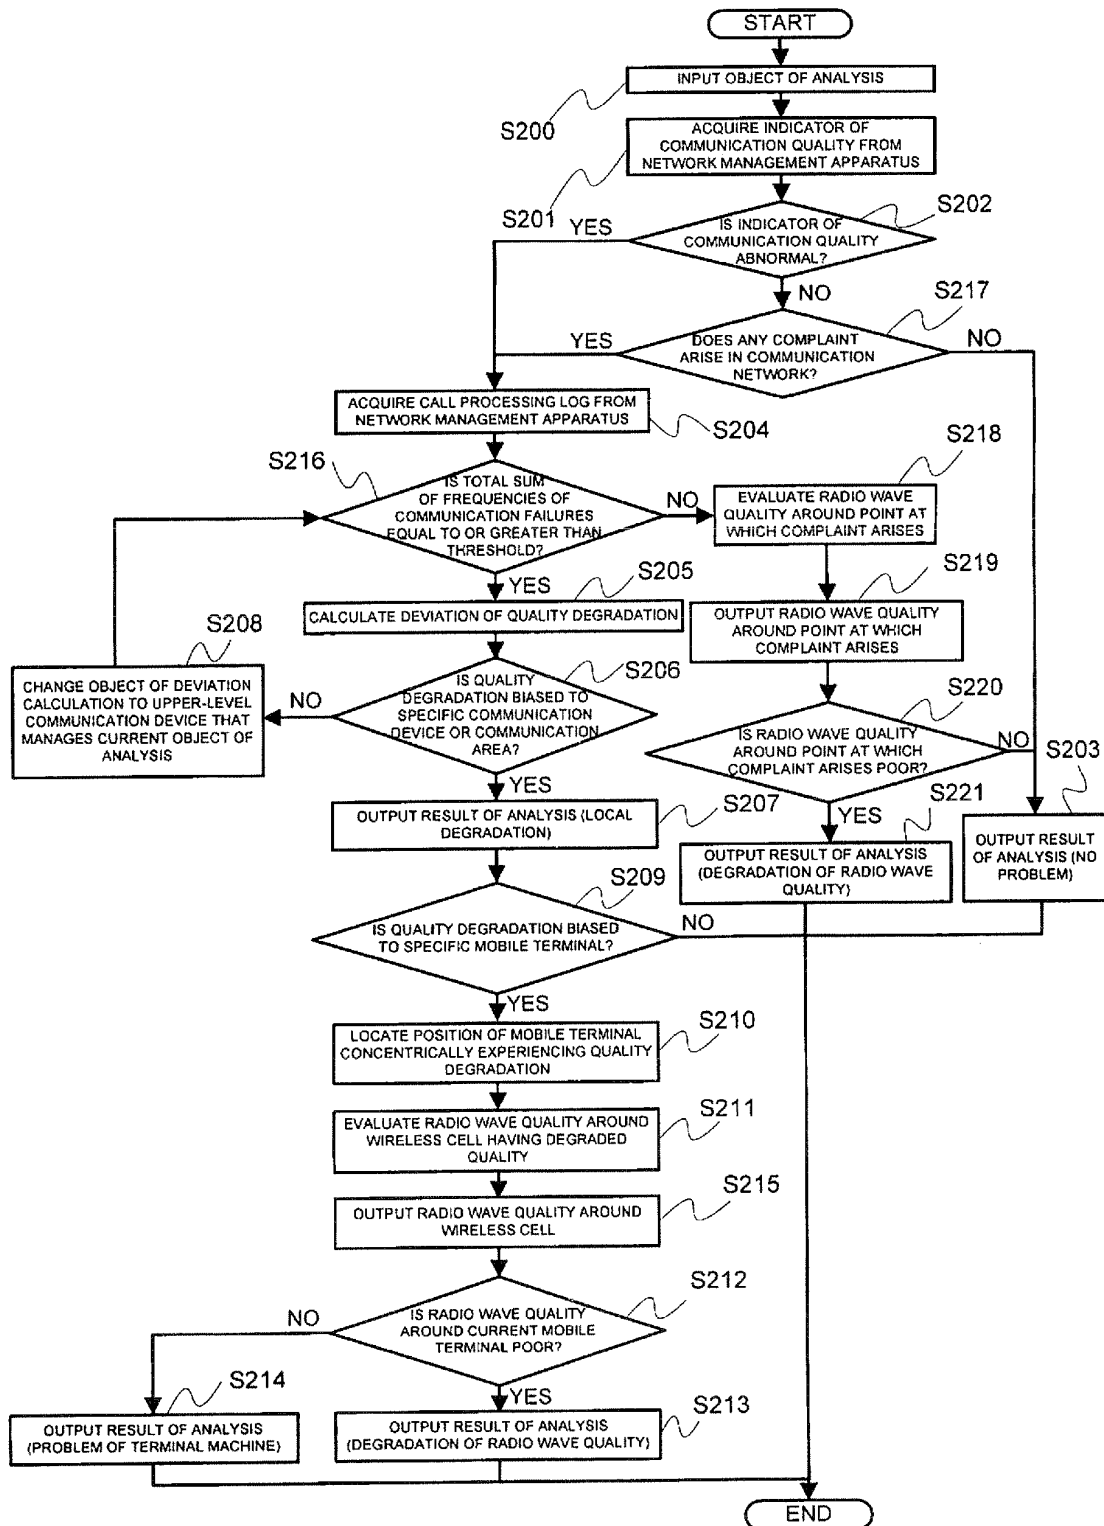 START
INPUT OBJECT OF ANALYSIS
S200
ACQUIRE INDICATOR OF
COMMUNICATION QUALITY FROM
NETWORK MANAGEMENT APPARATUS
S201
S202
IS INDICATOR OF
COMMUNICATION QUALITY
ABNORMAL?
YES
NO
S217
DOES ANY COMPLAINT
ARISE IN COMMUNICATION
NETWORK?
YES
NO
ACQUIRE CALL PROCESSING LOG FROM
NETWORK MANAGEMENT APPARATUS
S204
S216
IS TOTAL SUM
OF FREQUENCIES OF
COMMUNICATION FAILURES
EQUAL TO OR GREATER THAN
THRESHOLD?
NO
YES
S218
EVALUATE RADIO WAVE
QUALITY AROUND POINT AT
WHICH COMPLAINT ARISES
S205
CALCULATE DEVIATION OF QUALITY DEGRADATION
S219
OUTPUT RADIO WAVE QUALITY
AROUND POINT AT WHICH
COMPLAINT ARISES
S208
CHANGE OBJECT OF DEVIATION
CALCULATION TO UPPER-LEVEL
COMMUNICATION DEVICE THAT
MANAGES CURRENT OBJECT OF
ANALYSIS
NO
S206
IS QUALITY
DEGRADATION BIASED TO
SPECIFIC COMMUNICATION
DEVICE OR COMMUNICATION
AREA?
YES
S220
IS RADIO WAVE QUALITY
AROUND POINT AT WHICH
COMPLAINT ARISES POOR?
NO
YES
S203
OUTPUT RESULT
OF ANALYSIS (NO
PROBLEM)
S207
OUTPUT RESULT OF ANALYSIS (LOCAL
DEGRADATION)
S221
OUTPUT RESULT OF ANALYSIS
(DEGRADATION OF RADIO WAVE
QUALITY)
S209
IS QUALITY DEGRADATION BIASED
TO SPECIFIC MOBILE TERMINAL?
NO
YES
S210
LOCATE POSITION OF MOBILE TERMINAL
CONCENTRICALLY EXPERIENCING QUALITY
DEGRADATION
S211
EVALUATE RADIO WAVE QUALITY AROUND
WIRELESS CELL HAVING DEGRADED
QUALITY
S215
OUTPUT RADIO WAVE QUALITY AROUND
WIRELESS CELL
S212
IS RADIO WAVE QUALITY
AROUND CURRENT MOBILE
TERMINAL POOR?
NO
YES
S214
OUTPUT RESULT OF ANALYSIS
(PROBLEM OF TERMINAL MACHINE)
S213
OUTPUT RESULT OF ANALYSIS
(DEGRADATION OF RADIO WAVE QUALITY)
END